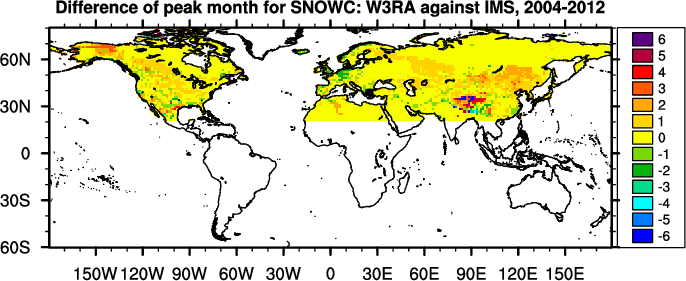 Difference of peak month for SNOWC: W3RA against IMS, 2004-2012
60N
30N
0
30S
60S
150W 120W 90W 60W 30W 0 30E 60E 90E 120E 150E
6
5
4
3
2
1
0
-1
-2
-3
-4
-5
-6